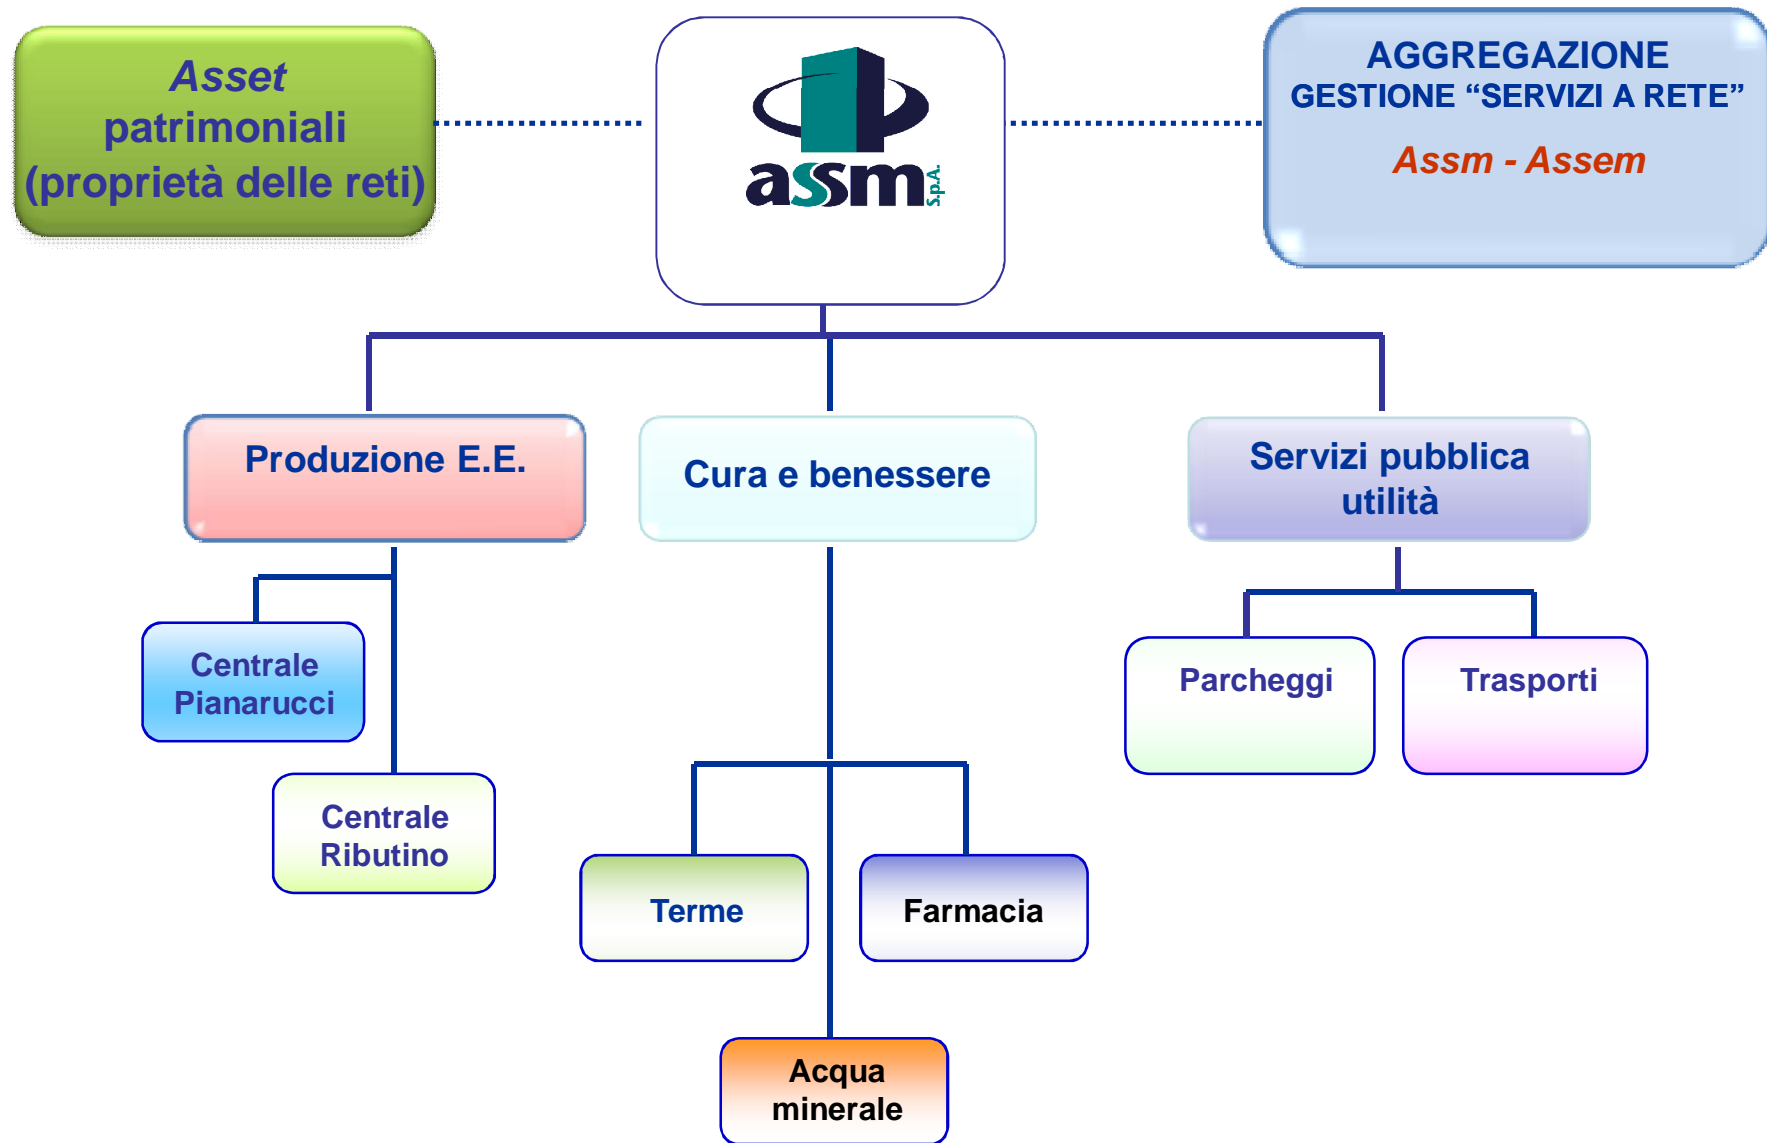 Asset
patrimoniali
(proprietà delle reti)
assm S.p.A.
AGGREGAZIONE
GESTIONE “SERVIZI A RETE”
Assm - Assem
Produzione E.E.
Cura e benessere
Servizi pubblica
utilità
Centrale
Pianarucci
Centrale
Ributino
Terme
Farmacia
Acqua
minerale
Parcheggi
Trasporti